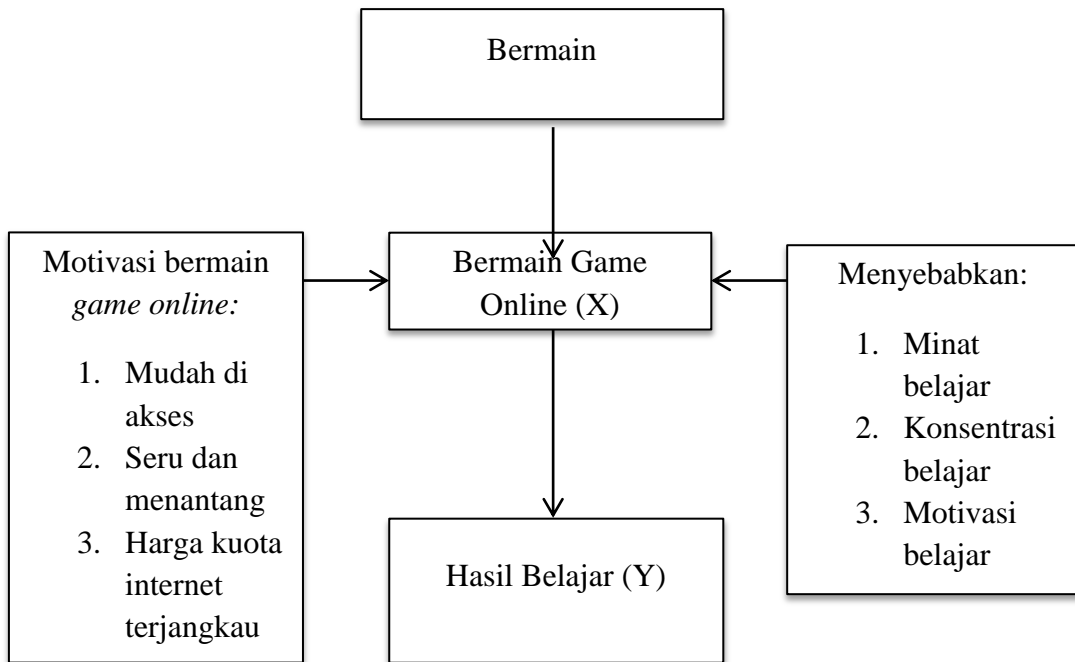 Bermain
Motivasi bermain
game online:
1. Mudah di
akses
2. Seru dan
menantang
3. Harga kuota
internet
terjangkau
Bermain Game
Online (X)
Menyebabkan:
1. Minat
belajar
2. Konsentrasi
belajar
3. Motivasi
belajar
Hasil Belajar (Y)